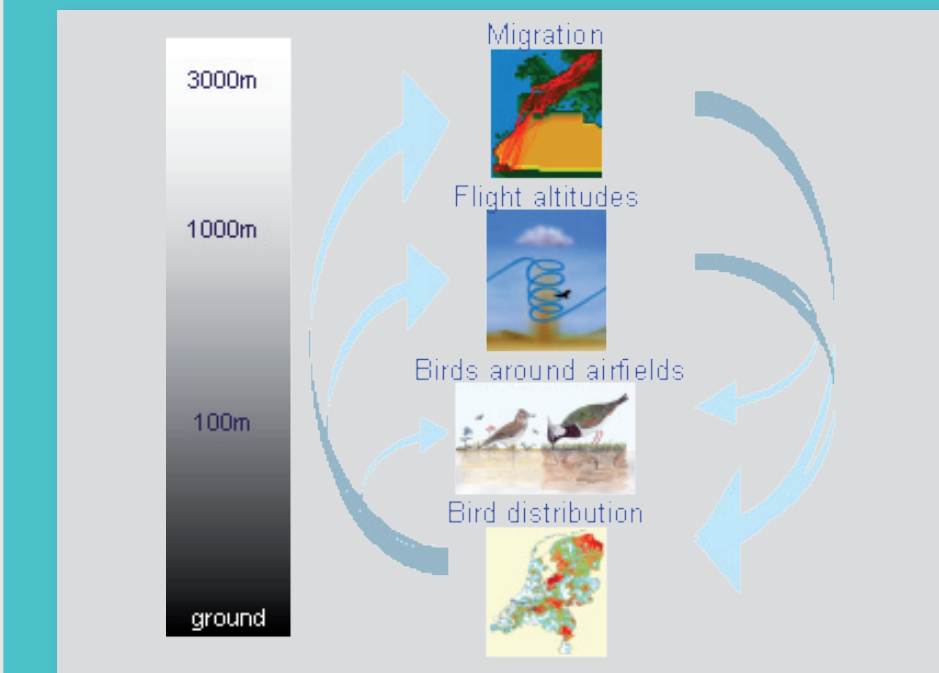 Migration
3000m
Flight altitudes
1000m
Birds around airfields
100m
Bird distribution
ground